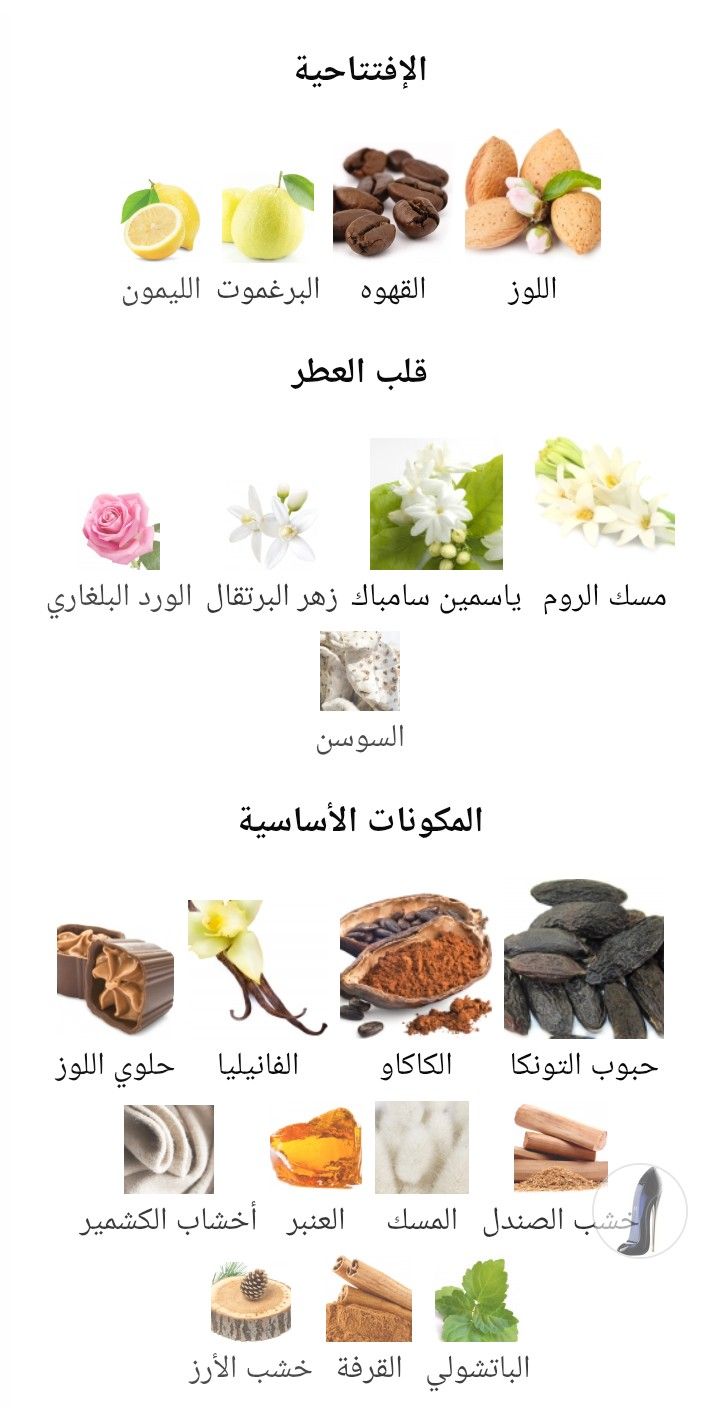 الإفتتاحية
اللوز القهوه البرغموت الليمون
قلب العطر
مسك الروم ياسمين سامباك زهر البرتقال الورد البلغاري
السوسن
المكونات الأساسية
حبوب التونكا الكاكاو الفانيليا حلوي اللوز
خشب الصندل المسك العنبر أخشاب الكشمير
الباتشولي القرفة خشب الأرز